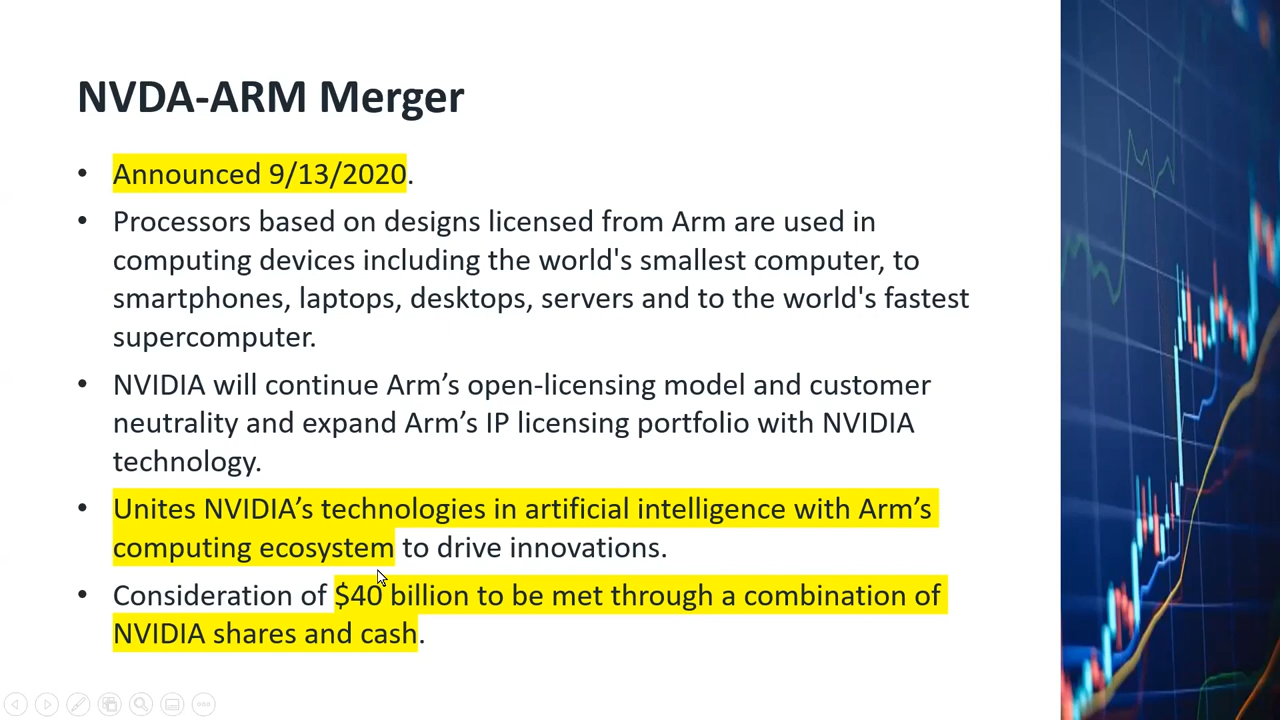 NVDA-ARM Merger
• Announced 9/13/2020.
• Processors based on designs licensed from Arm are used in
computing devices including the world's smallest computer, to
smartphones, laptops, desktops, servers and to the world's fastest
supercomputer.
• NVIDIA will continue Arm’s open-licensing model and customer
neutrality and expand Arm’s IP licensing portfolio with NVIDIA
technology.
• Unites NVIDIA’s technologies in artificial intelligence with Arm’s
computing ecosystem to drive innovations.
• Consideration of $40 billion to be met through a combination of
NVIDIA shares and cash.